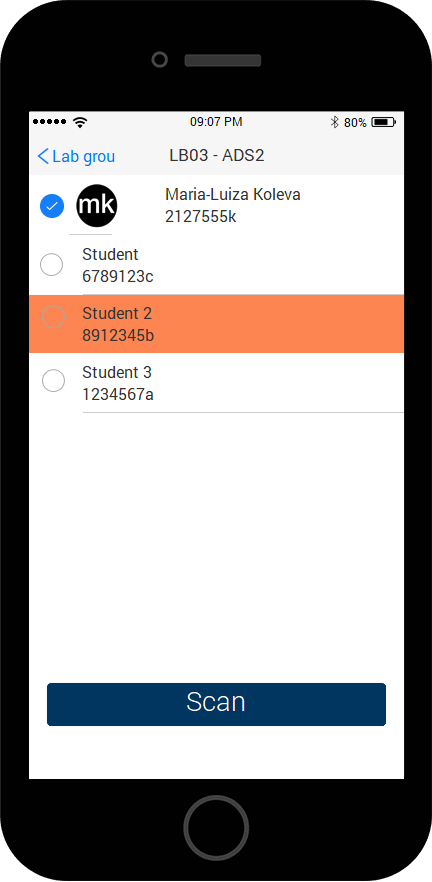 09:07 PM
80%
Lab grou
LB03 - ADS2
mk
Maria-Luiza Koleva
2127555k
Student
6789123c
Student 2
8912345b
Student 3
1234567a
Scan